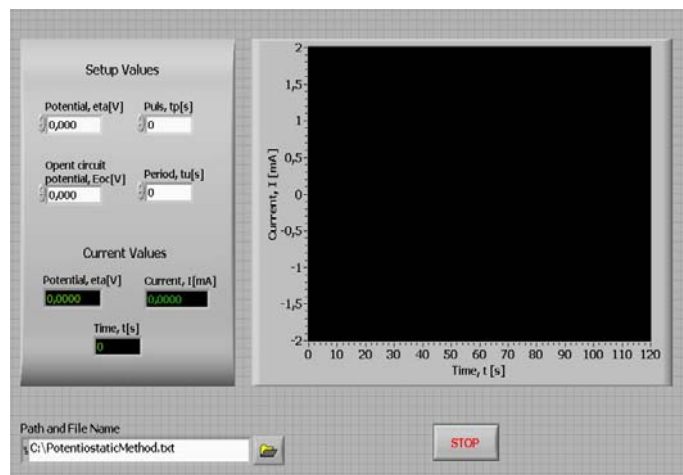 Setup Values
Potential, eta[V]
Puls, tp[s]
0,000
0
Opent circuit
potential, Eoc[V]
Period, tu[s]
0,000
0
Current Values
Potential, eta[V]
Current, I[mA]
0,0000
0,0000
Time, t[s]
0
2
1,5
1
0,5
0
-0,5
-1
-1,5
-2
Current, I [mA]
0 10 20 30 40 50 60 70 80 90 100 110 120
Time, t [s]
Path and File Name
C:\PotentiostaticMethod.txt
STOP